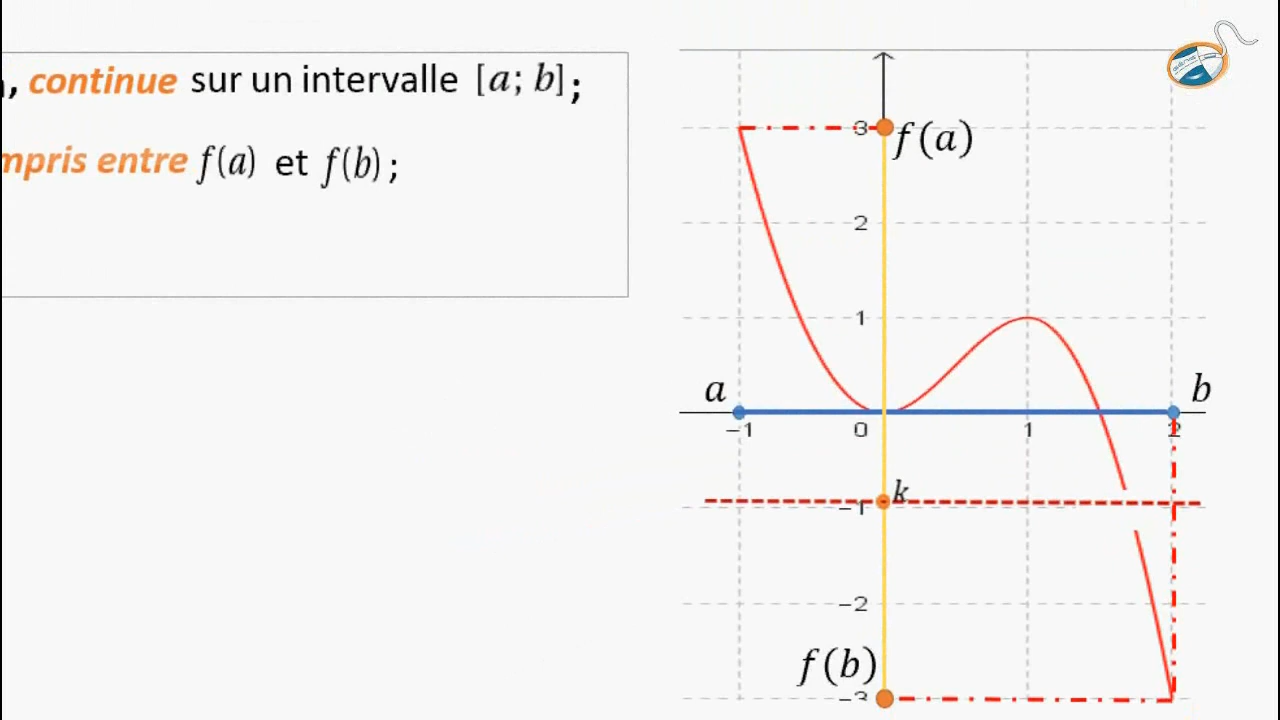 , continue sur un intervalle [a; b];
mpris entre f(a) et f(b);
3
f(a)
2
1
a
b
−1
0
1
2
k
−1
−2
f(b)
−3